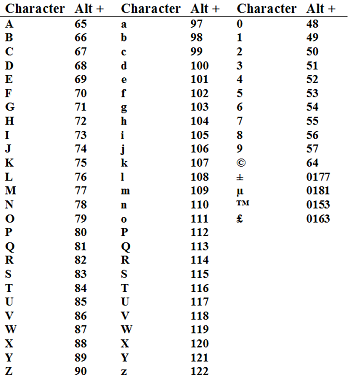 Character Alt + Character Alt + Character Alt +
A 65 a 97 0 48
B 66 b 98 1 49
C 67 c 99 2 50
D 68 d 100 3 51
E 69 e 101 4 52
F 70 f 102 5 53
G 71 g 103 6 54
H 72 h 104 7 55
I 73 i 105 8 56
J 74 j 106 9 57
K 75 k 107 © 64
L 76 l 108 ± 0177
M 77 m 109 µ 0181
N 78 n 110 ™ 0153
O 79 o 111 £ 0163
P 80 P 112
Q 81 Q 113
R 82 R 114
S 83 S 115
T 84 T 116
U 85 U 117
V 86 V 118
W 87 W 119
X 88 X 120
Y 89 Y 121
Z 90 z 122